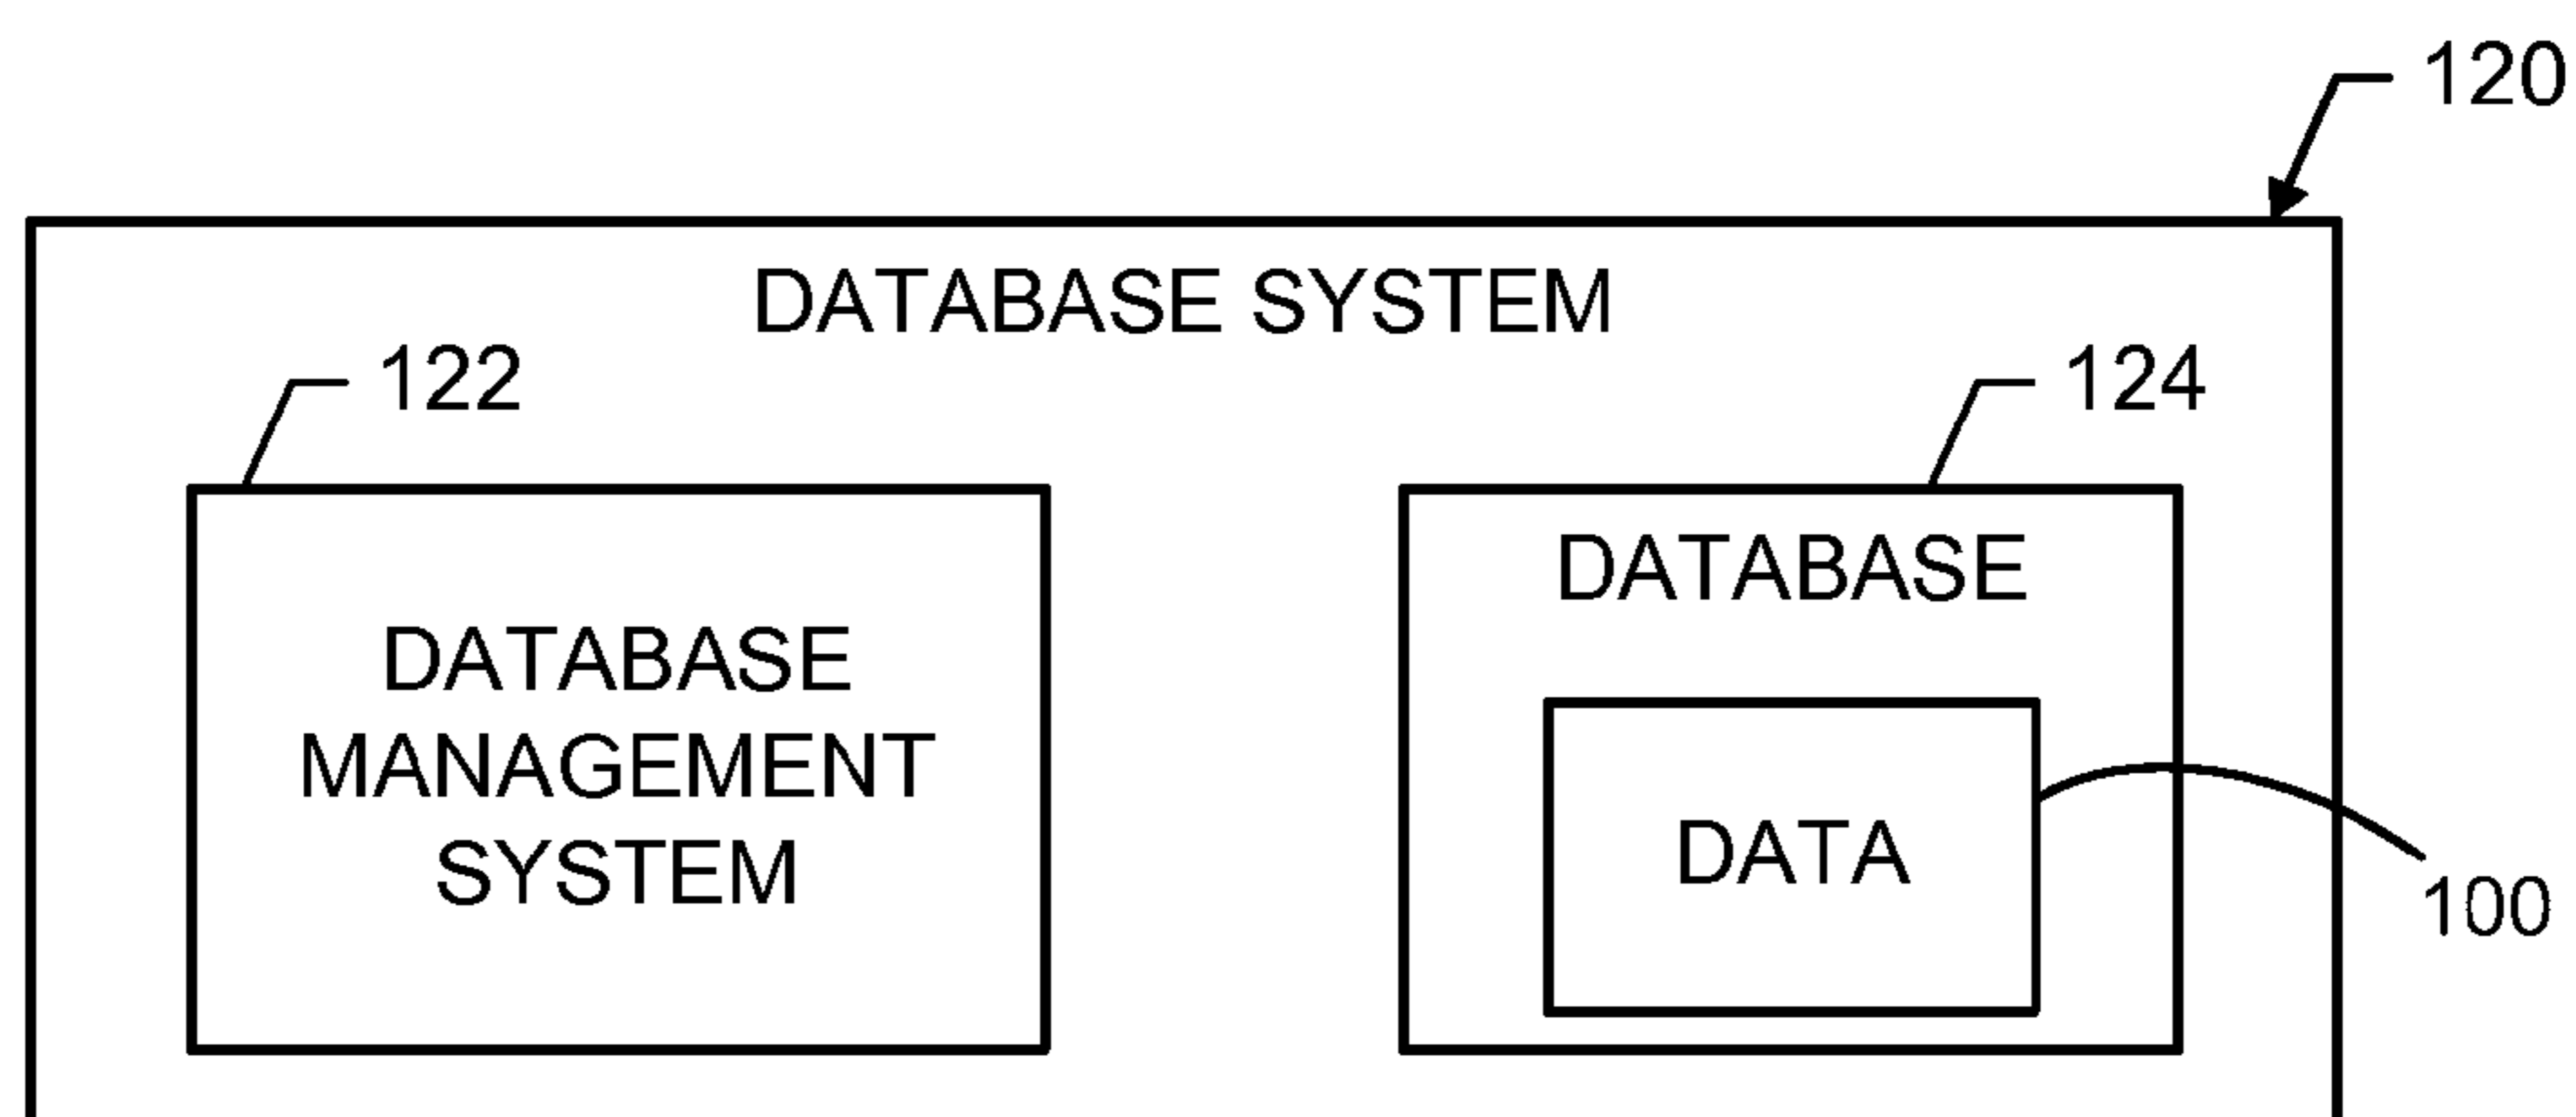 120
DATABASE SYSTEM
122
124
DATABASE
DATABASE
MANAGEMENT
SYSTEM
DATA
100